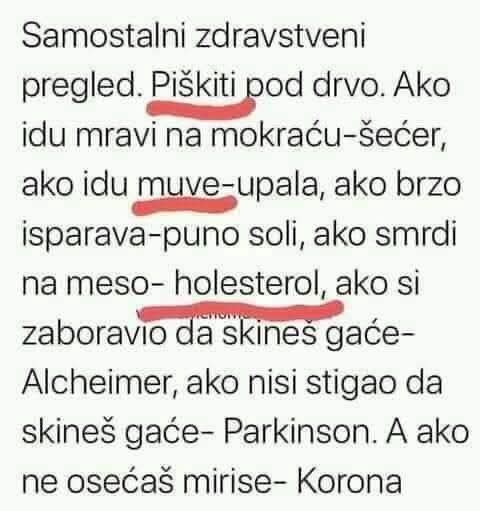 Samostalni zdravstveni
pregled. Piškiti pod drvo. Ako
idu mravi na mokraću-šećer,
ako idu muve-upala, ako brzo
isparava-puno soli, ako smrdi
na meso- holesterol, ako si
zaboravio da skineš gaće-
Alcheimer, ako nisi stigao da
skineš gaće- Parkinson. A ako
ne osećaš mirise- Korona